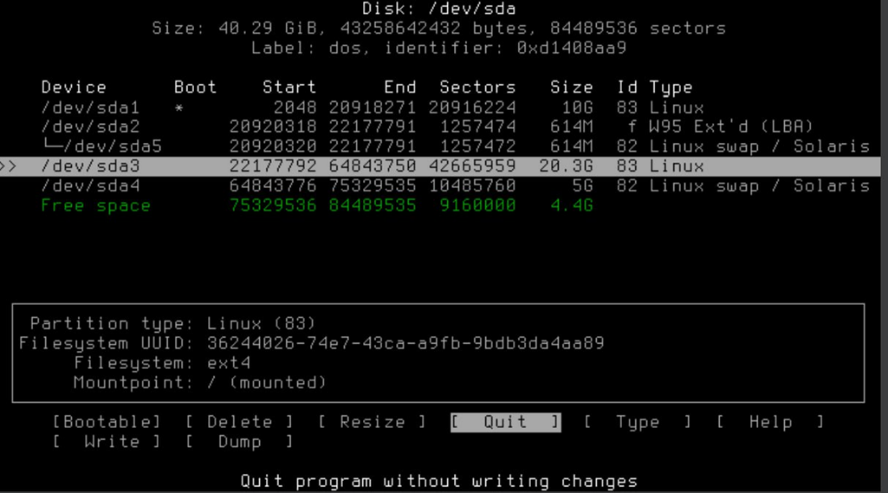 Disk: /dev/sda
Size: 40.29 GiB, 43258642432 bytes, 84489536 sectors
Label: dos, identifier: 0xd1408aa9
Device Boot Start End Sectors Size Id Type
/dev/sda1 * 2048 20918271 20916224 10G 83 Linux
/dev/sda2 20920318 22177791 1257474 614M f W95 Ext'd (LBA)
└─/dev/sda5 20920320 22177791 1257472 614M 82 Linux swap / Solaris
>> /dev/sda3 22177792 64843750 42665959 20.3G 83 Linux
/dev/sda4 64843776 75329535 10485760 5G 82 Linux swap / Solaris
Free space 75329536 84489535 9160000 4.4G
Partition type: Linux (83)
Filesystem UUID: 36244026-74e7-43ca-a9fb-9bdb3da4aa89
Filesystem: ext4
Mountpoint: / (mounted)
[Bootable] [ Delete ] [ Resize ] [ Quit ] [ Type ] [ Help ]
[ Write ] [ Dump ]
Quit program without writing changes